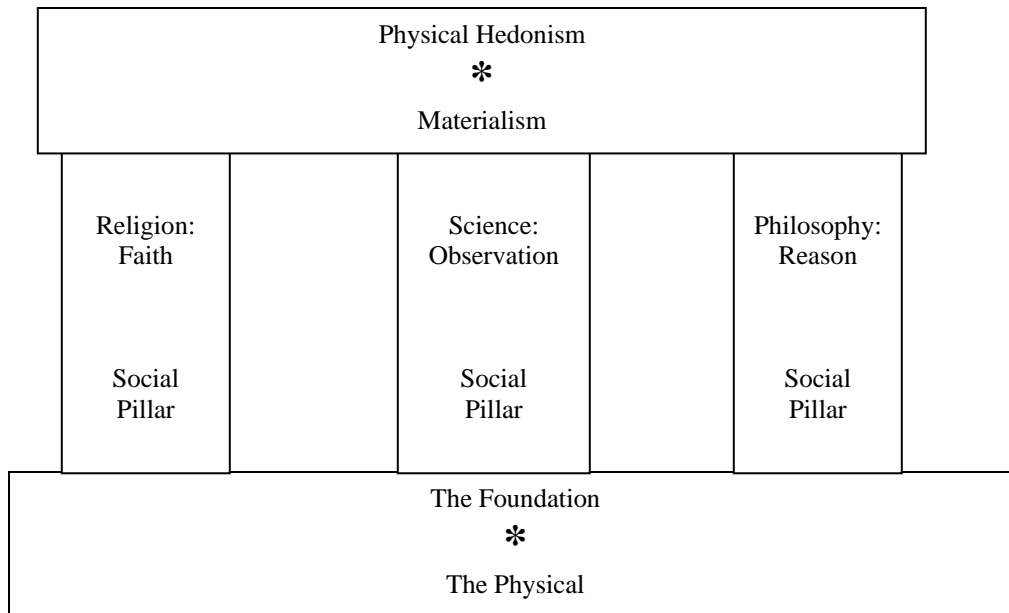 Physical Hedonism
*
Materialism
Religion:
Faith
Social
Pillar
Science:
Observation
Social
Pillar
Philosophy:
Reason
Social
Pillar
The Foundation
*
The Physical